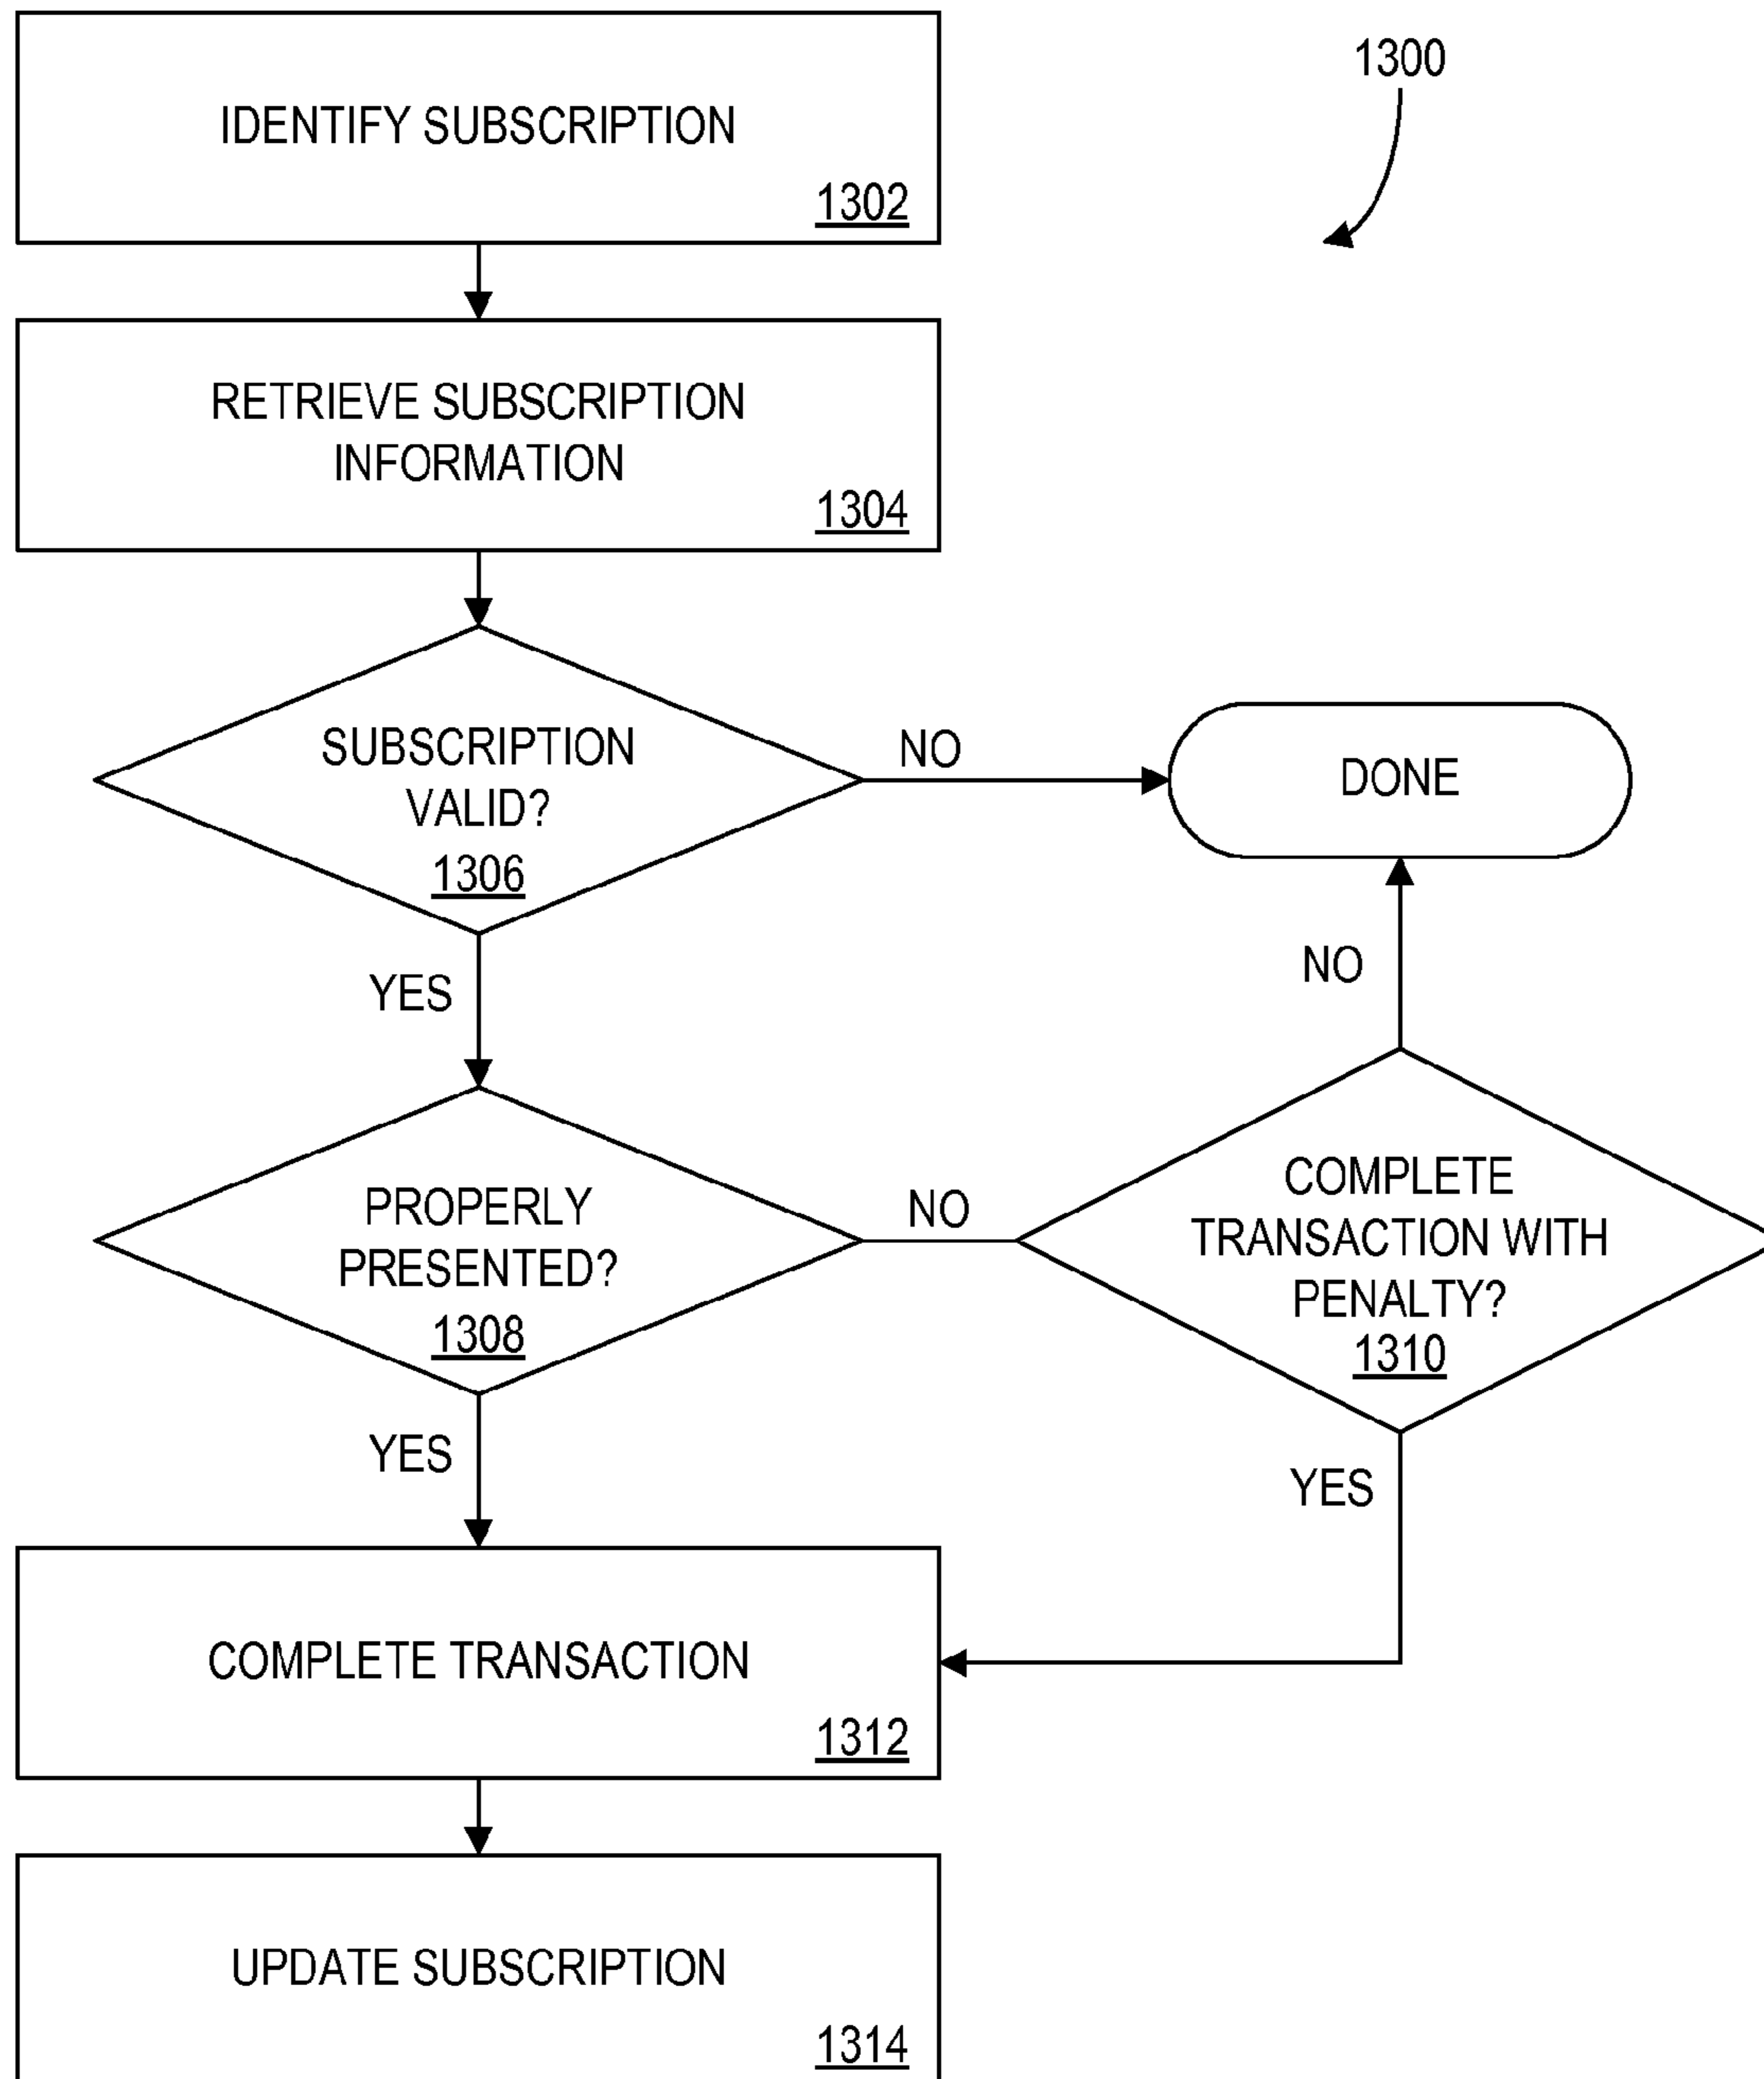 IDENTIFY SUBSCRIPTION
1302
1300
RETRIEVE SUBSCRIPTION
INFORMATION
1304
SUBSCRIPTION
VALID?
1306
NO
DONE
YES
NO
PROPERLY
PRESENTED?
1308
NO
COMPLETE
TRANSACTION WITH
PENALTY?
1310
YES
YES
COMPLETE TRANSACTION
1312
UPDATE SUBSCRIPTION
1314